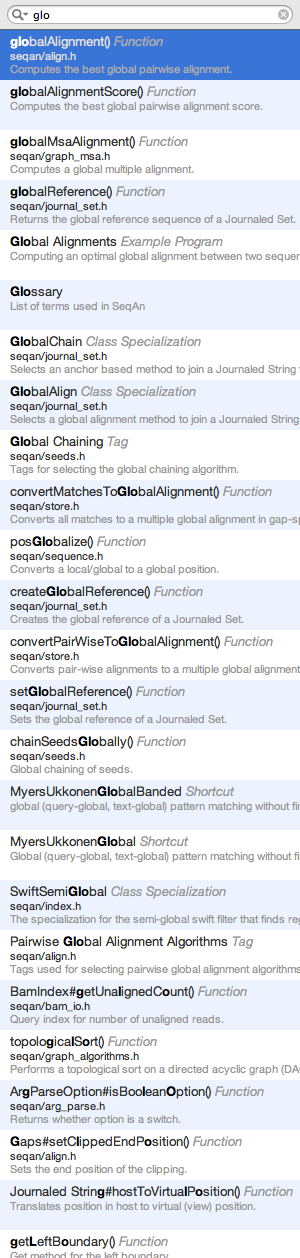 glo
globalAlignment() Function
seqan/align.h
Computes the best global pairwise alignment.
globalAlignmentScore() Function
Computes the best global pairwise alignment score.
globalMsaAlignment() Function
seqan/graph_msa.h
Computes a global multiple alignment.
globalReference() Function
seqan/journal_set.h
Returns the global reference sequence of a Journaled Set.
Global Alignments Example Program
Computing an optimal global alignment between two sequen
Glossary
List of terms used in SeqAn
GlobalChain Class Specialization
seqan/journal_set.h
Selects an anchor based method to join a Journaled String
GlobalAlign Class Specialization
seqan/journal_set.h
Selects a global alignment method to join a Journaled String
Global Chaining Tag
seqan/seeds.h
Tags for selecting the global chaining algorithm.
convertMatchesToGlobalAlignment() Function
seqan/store.h
Converts all matches to a multiple global alignment in gap-sp
posGlobalize() Function
seqan/sequence.h
Converts a local/global to a global position.
createGlobalReference() Function
seqan/journal_set.h
Creates the global reference of a Journaled Set.
convertPairWiseToGlobalAlignment() Function
seqan/store.h
Converts pair-wise alignments to a multiple global alignment
setGlobalReference() Function
seqan/journal_set.h
Sets the global reference of a Journaled Set.
chainSeedsGlobally() Function
seqan/seeds.h
Global chaining of seeds.
MyersUkkonenGlobalBanded Shortcut
global (query-global, text-global) pattern matching without fin
MyersUkkonenGlobal Shortcut
Global (query-global, text-global) pattern matching without fi
SwiftSemiGlobal Class Specialization
seqan/index.h
The specialization for the semi-global swift filter that finds reg
Pairwise Global Alignment Algorithms Tag
seqan/align.h
Tags used for selecting pairwise global alignment algorithms
BamIndex#getUnalignedCount() Function
seqan/bam_io.h
Query index for number of unaligned reads.
topologicalSort() Function
seqan/graph_algorithms.h
Performs a topological sort on a directed acyclic graph (DAG
ArgParseOption#isBooleanOption() Function
seqan/arg_parse.h
Returns whether option is a switch.
Gaps#setClippedEndPosition() Function
seqan/align.h
Sets the end position of the clipping.
Journaled String#hostToVirtualPosition() Function
Translates position in host to virtual (view) position.
getLeftBoundary() Function
Get method for the left boundary